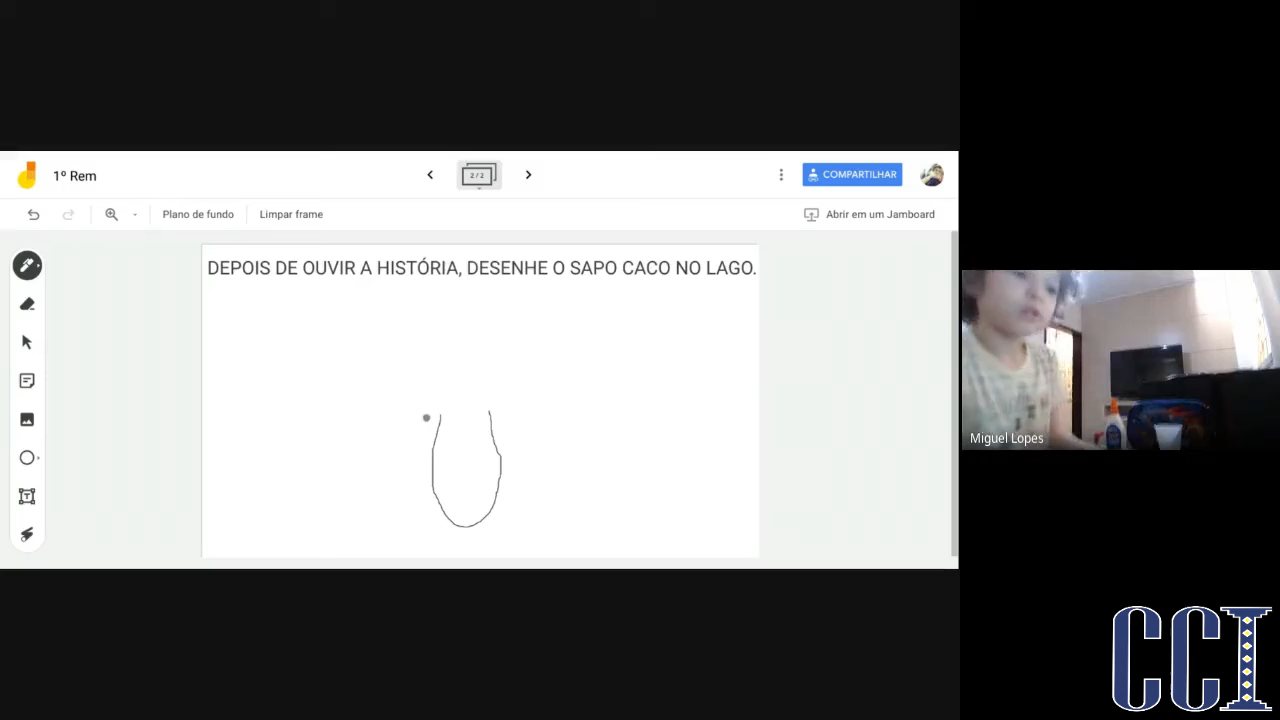 1º Rem
2 / 2
COMPARTILHAR
Plano de fundo
Limpar frame
Abrir em um Jamboard
DEPOIS DE OUVIR A HISTÓRIA, DESENHE O SAPO CACO NO LAGO.
T
Miguel Lopes
CCI